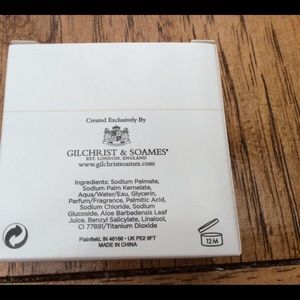 Created Exclusively By
GILCHRIST & SOAMES®
EST. LONDON, ENGLAND
www.gilchristsoames.com
Ingredients: Sodium Palmate,
Sodium Palm Kernelate,
Aqua/Water/Eau, Glycerin,
Parfum/Fragrance, Palmitic Acid,
Sodium Chloride, Sodium
Glucoside, Aloe Barbadensis Leaf
Juice, Benzyl Salicylate, Linalool,
CI 77891/Titanium Dioxide
12 M
Plainfield, IN 46168 - UK PE2 9FT
MADE IN CHINA